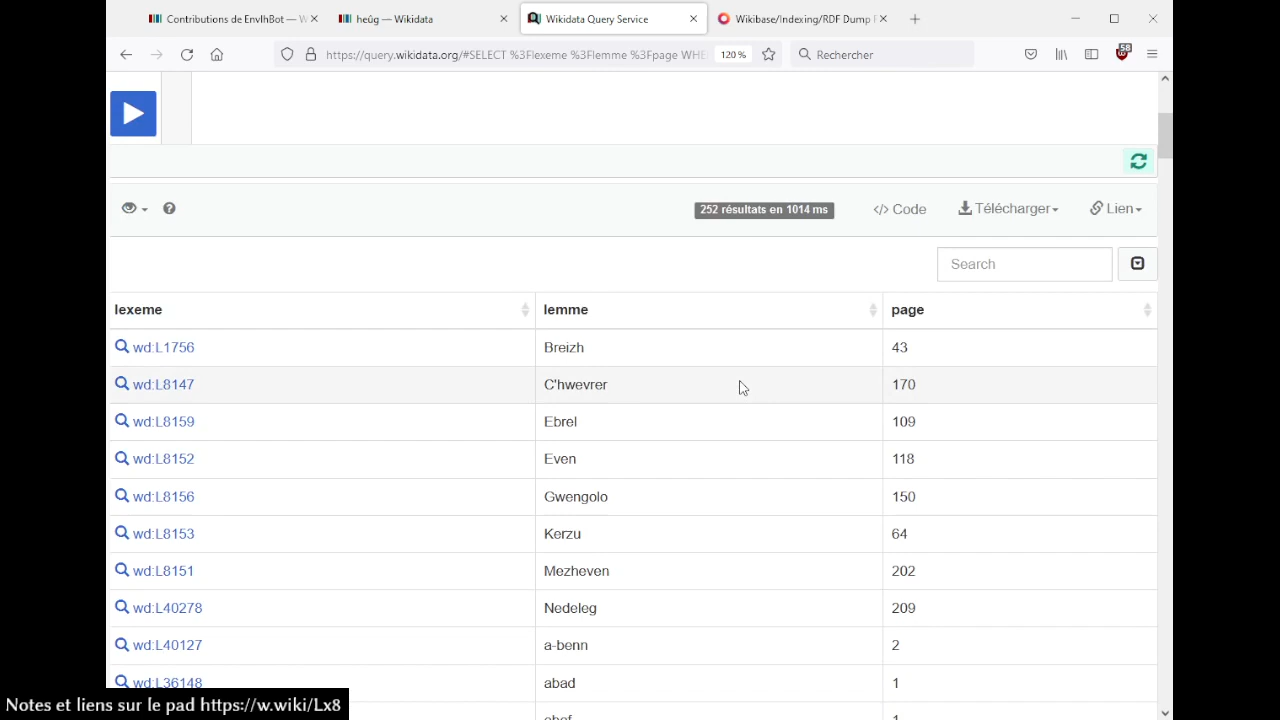 Contributions de EnvlhBot — W
heûg — Wikidata
Wikidata Query Service
Wikibase/Indexing/RDF Dump F
https://query.wikidata.org/#SELECT %3Flexeme %3Flemme %3Fpage WHE
120 %
Rechercher
58
252 résultats en 1014 ms
</> Code
Télécharger
Lien
Search
lexeme lemme page
wd:L1756 Breizh 43
wd:L8147 C'hwevrer 170
wd:L8159 Ebrel 109
wd:L8152 Even 118
wd:L8156 Gwengolo 150
wd:L8153 Kerzu 64
wd:L8151 Mezheven 202
wd:L40278 Nedeleg 209
wd:L40127 a-benn 2
wd:L36148 abad 1
Notes et liens sur le pad https://w.wiki/Lx8